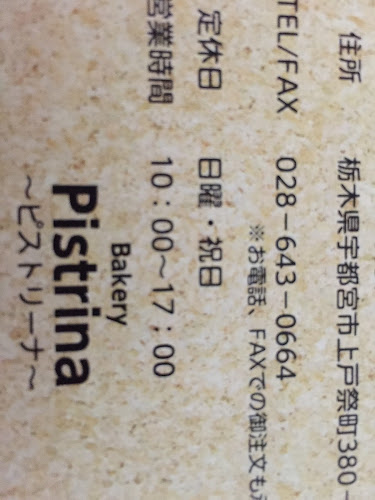 住所 栃木県宇都宮市上戸祭町380
TEL/FAX 028-643-0664
※お電話、FAXでの御注文も
定休日 日曜・祝日
営業時間 10:00〜17:00
Bakery
Pistrina
〜ピストリーナ〜